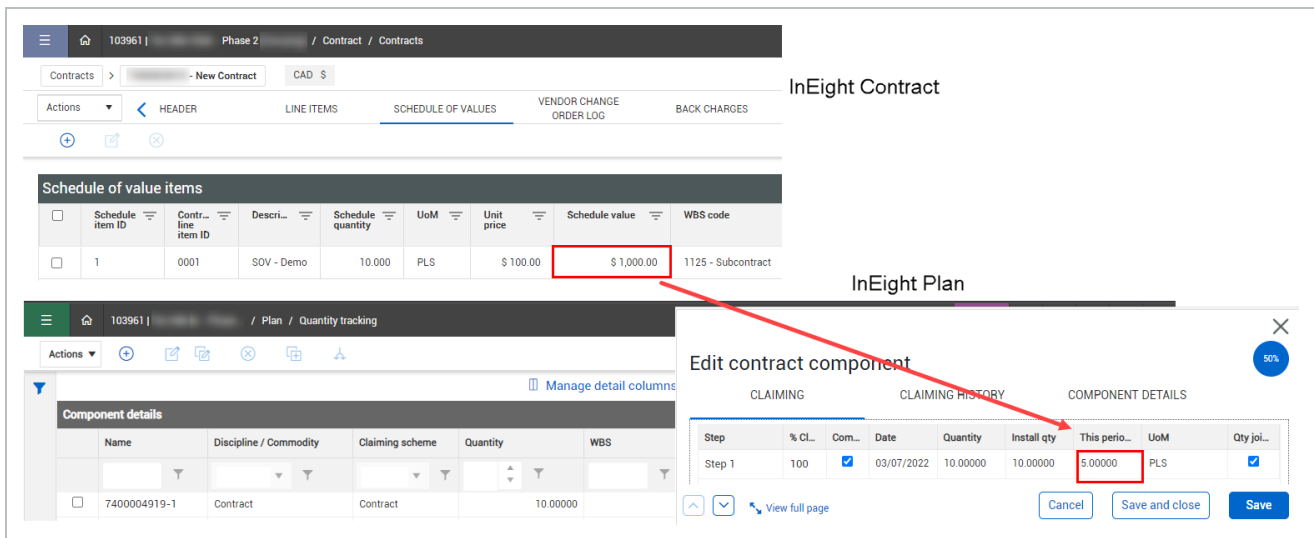 103961 | Phase 2 / Contract / Contracts
Contracts > - New Contract CAD $
InEight Contract
Actions HEADER LINE ITEMS SCHEDULE OF VALUES VENDOR CHANGE ORDER LOG BACK CHARGES
Schedule of value items
Schedule item ID Contr... line item ID Descri... Schedule quantity UoM Unit price Schedule value WBS code
1 0001 SOV - Demo 10.000 PLS $ 100.00 $ 1,000.00 1125 - Subcontract
InEight Plan
103961 | / Plan / Quantity tracking
Actions
Manage detail columns
Component details
Name Discipline / Commodity Claiming scheme Quantity WBS
7400004919-1 Contract Contract 10.00000
Edit contract component
50%
CLAIMING CLAIMING HISTORY COMPONENT DETAILS
Step % Cl... Com... Date Quantity Install qty This perio... UoM Qty joi...
Step 1 100 03/07/2022 10.00000 10.00000 5.00000 PLS
View full page Cancel Save and close Save